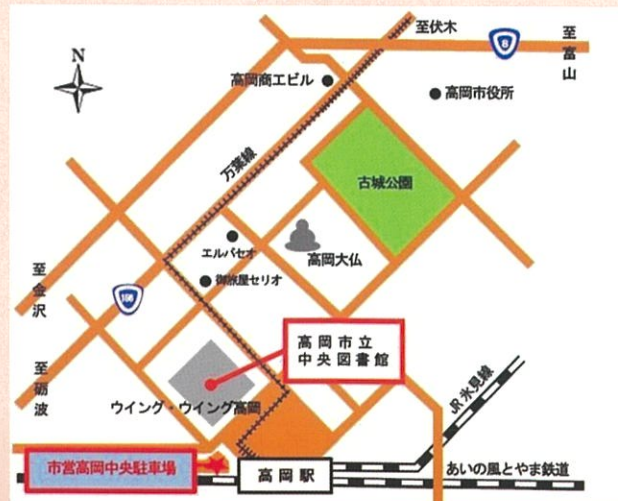 N
至伏木
8
至富山
高岡商工ビル
高岡市役所
万葉線
古城公園
エルパセオ
高岡大仏
御旅屋セリオ
至金沢
156
至砺波
高岡市立
中央図書館
ウイング・ウイング高岡
JR氷見線
市営高岡中央駐車場
高岡駅
あいの風とやま鉄道